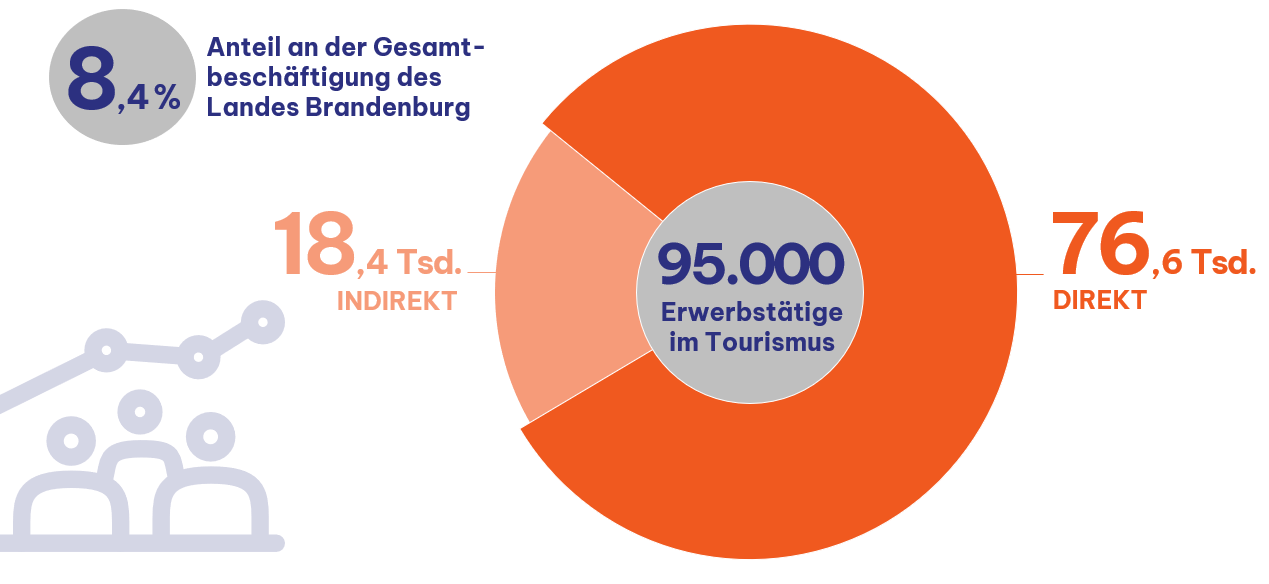 8,4 %
Anteil an der Gesamt-
beschäftigung des
Landes Brandenburg
18,4 Tsd.
INDIREKT
95.000
Erwerbstätige
im Tourismus
76,6 Tsd.
DIREKT